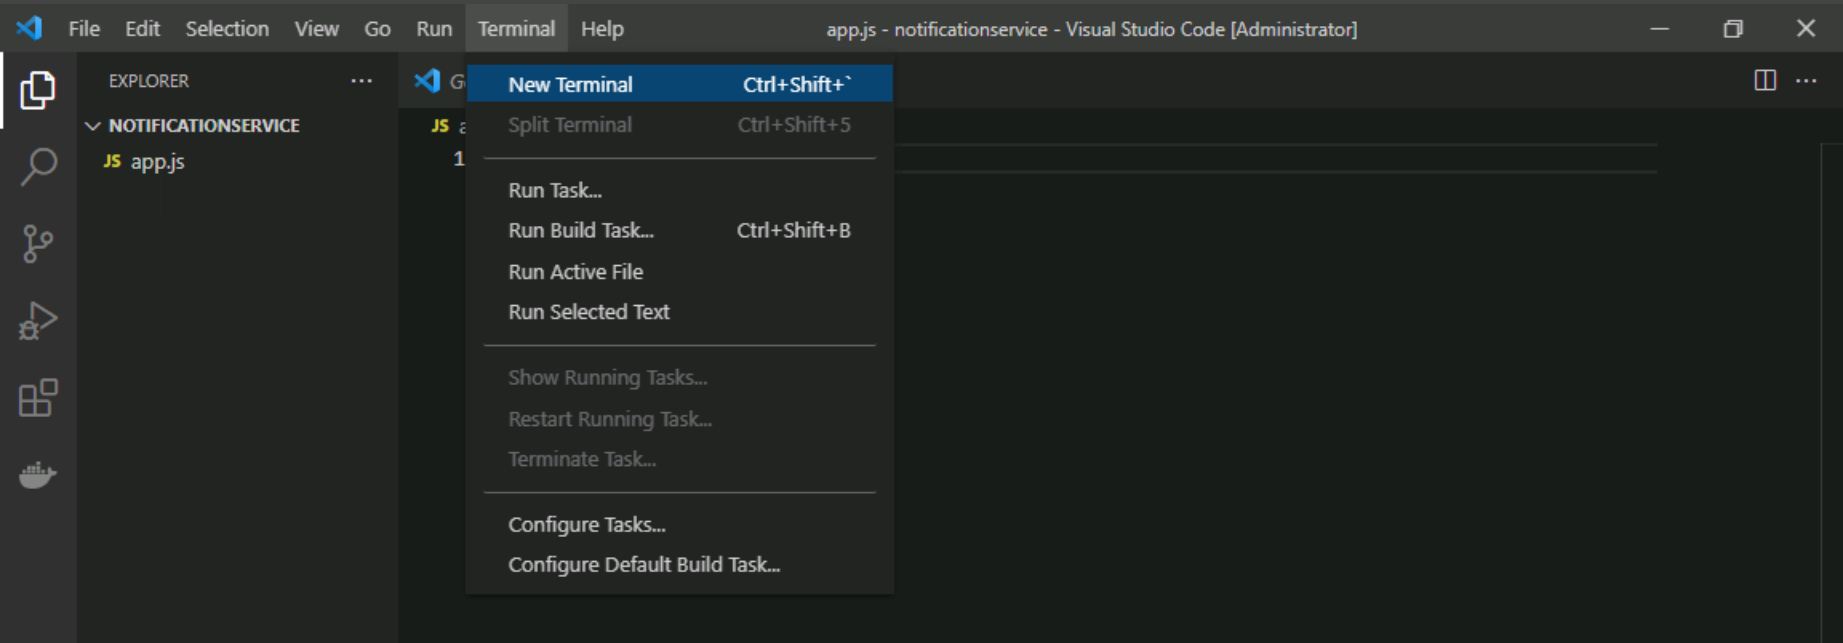 File Edit Selection View Go Run Terminal Help app.js - notificationservice - Visual Studio Code [Administrator]
EXPLORER
NOTIFICATIONSERVICE
JS app.js
JS
1
New Terminal Ctrl+Shift+`
Split Terminal Ctrl+Shift+5
Run Task...
Run Build Task... Ctrl+Shift+B
Run Active File
Run Selected Text
Show Running Tasks...
Restart Running Task...
Terminate Task...
Configure Tasks...
Configure Default Build Task...